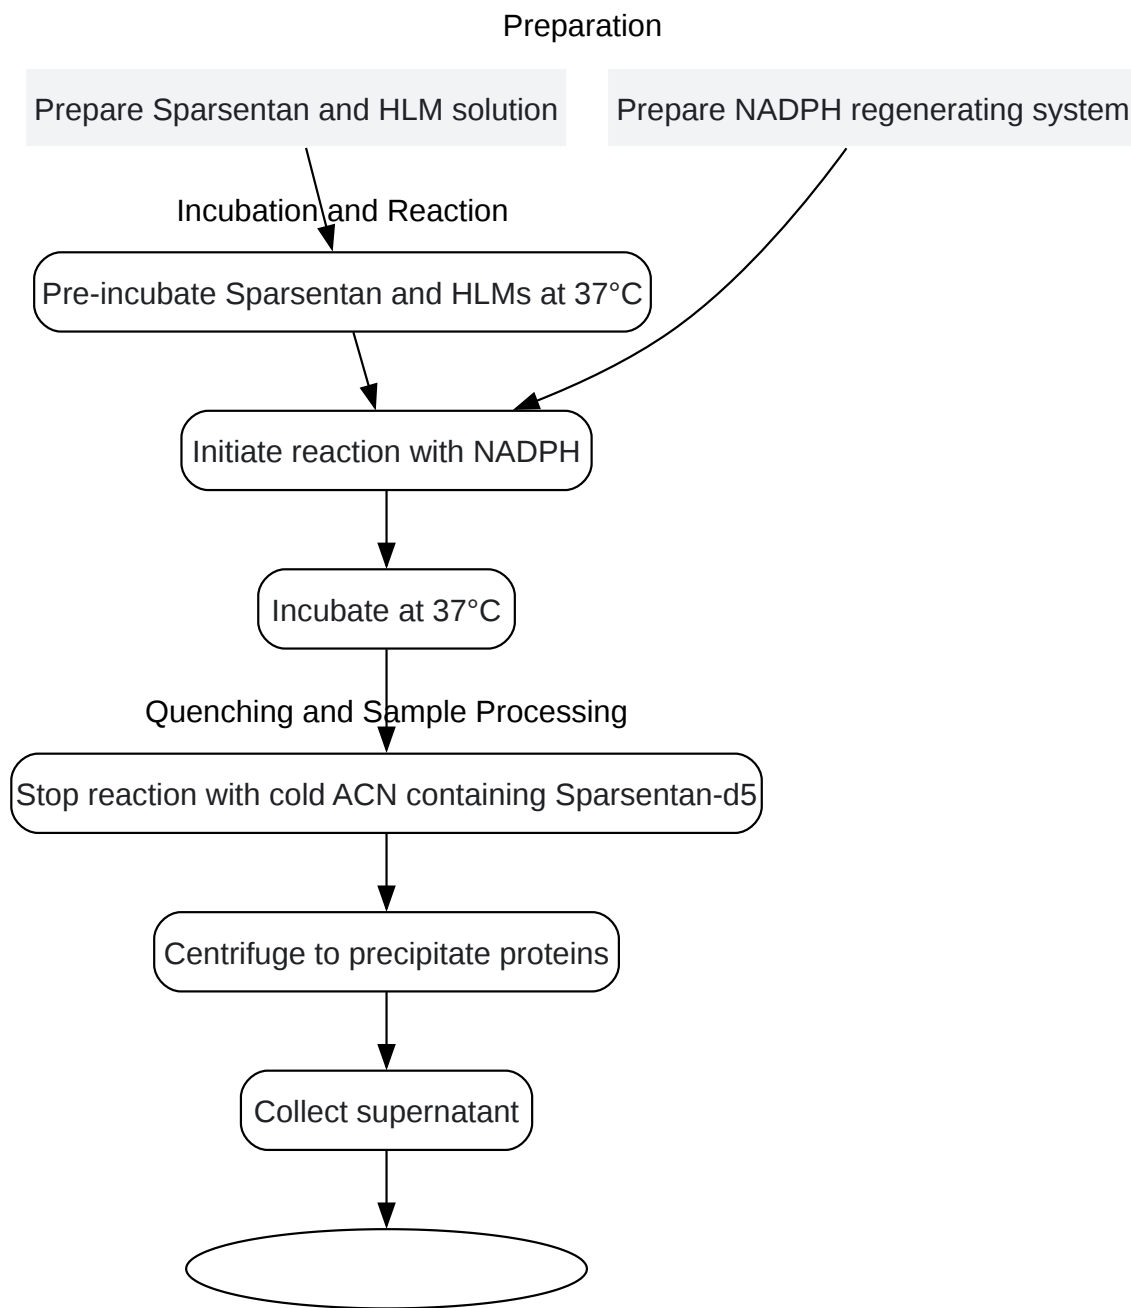 Preparation
Prepare Sparsentan and HLM solution
Prepare NADPH regenerating system
Incubation and Reaction
Pre-incubate Sparsentan and HLMs at 37°C
Initiate reaction with NADPH
Incubate at 37°C
Quenching and Sample Processing
Stop reaction with cold ACN containing Sparsentan-d5
Centrifuge to precipitate proteins
Collect supernatant